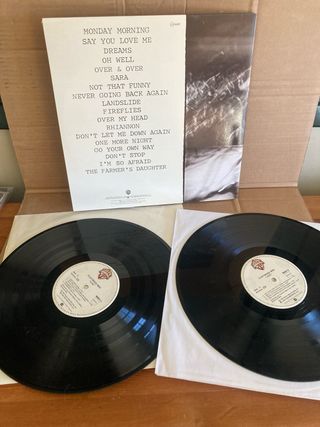 MONDAY MORNING
SAY YOU LOVE ME
DREAMS
OH WELL
OVER & OVER
SARA
NOT THAT FUNNY
NEVER GOING BACK AGAIN
LANDSLIDE
FIREFLIES
OVER MY HEAD
RHIANNON
DON'T LET ME DOWN AGAIN
ONE MORE NIGHT
GO YOUR OWN WAY
DON'T STOP
I'M SO AFRAID
THE FARMER'S DAUGHTER